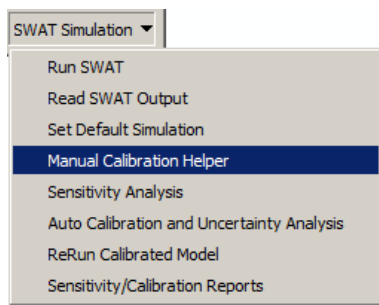 SWAT Simulation
Run SWAT
Read SWAT Output
Set Default Simulation
Manual Calibration Helper
Sensitivity Analysis
Auto Calibration and Uncertainty Analysis
ReRun Calibrated Model
Sensitivity/Calibration Reports